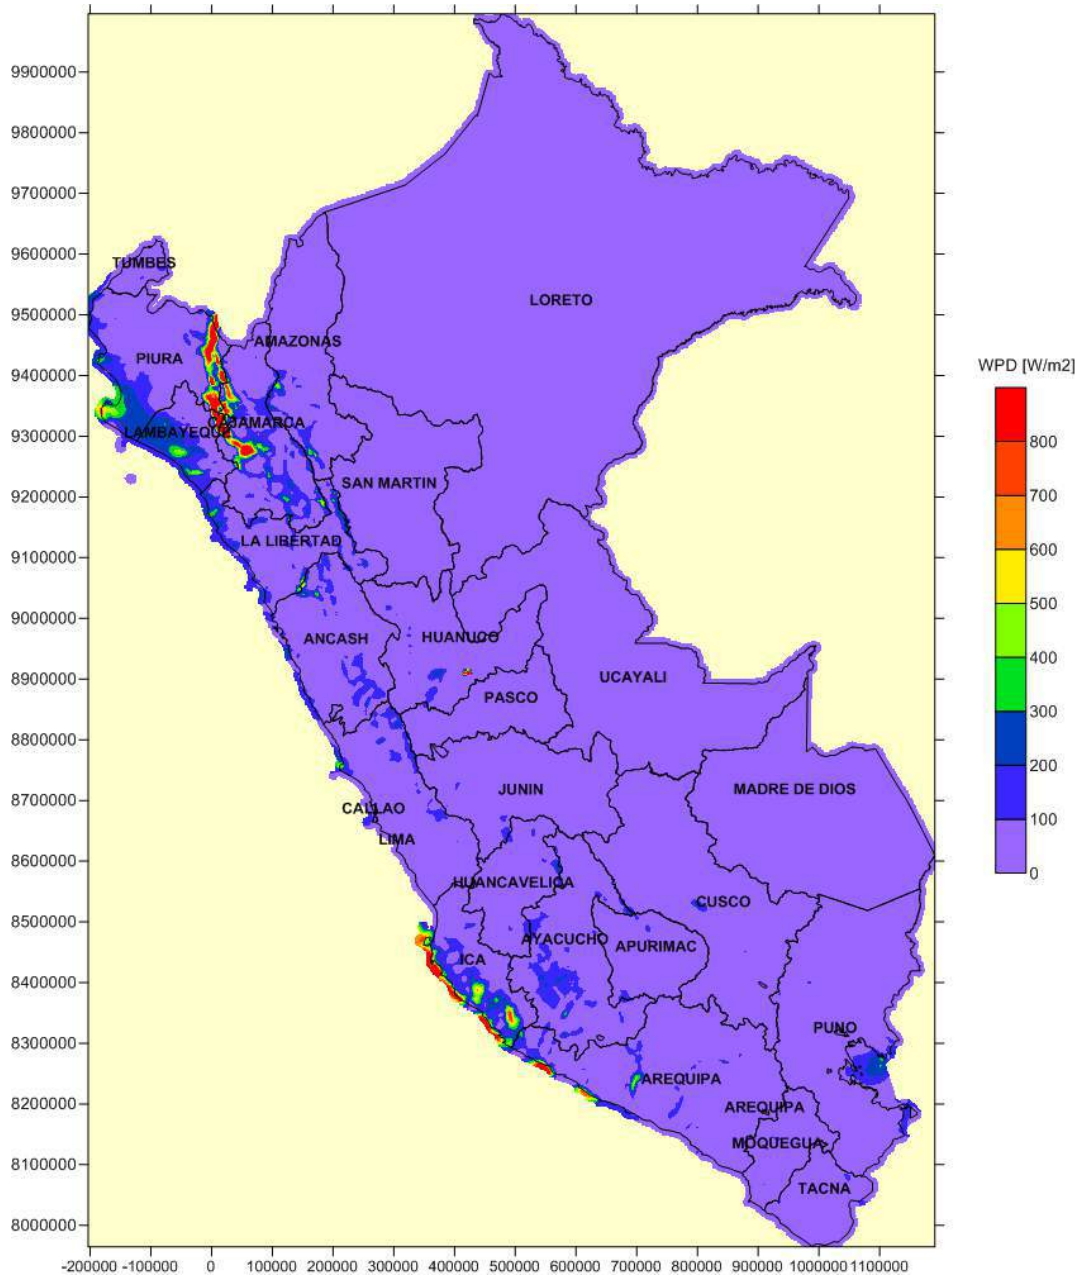 9900000
9800000
9700000
9600000
9500000
9400000
9300000
9200000
9100000
9000000
8900000
8800000
8700000
8600000
8500000
8400000
8300000
8200000
8100000
8000000
TUMBES
LORETO
AMAZONAS
PIURA
CAJAMARCA
LAMBAYEQUE
SAN MARTIN
LA LIBERTAD
ANCASH
HUANUCO
UCAYALI
PASCO
JUNIN
MADRE DE DIOS
CALLAO
LIMA
HUANCAVELICA
CUSCO
AYACUCHO
APURIMAC
ICA
PUNO
AREQUIPA
AREQUIPA
MOQUEGUA
TACNA
WPD [W/m2]
800
700
600
500
400
300
200
100
0
-200000 -100000 0 100000 200000 300000 400000 500000 600000 700000 800000 900000 1000000 1100000